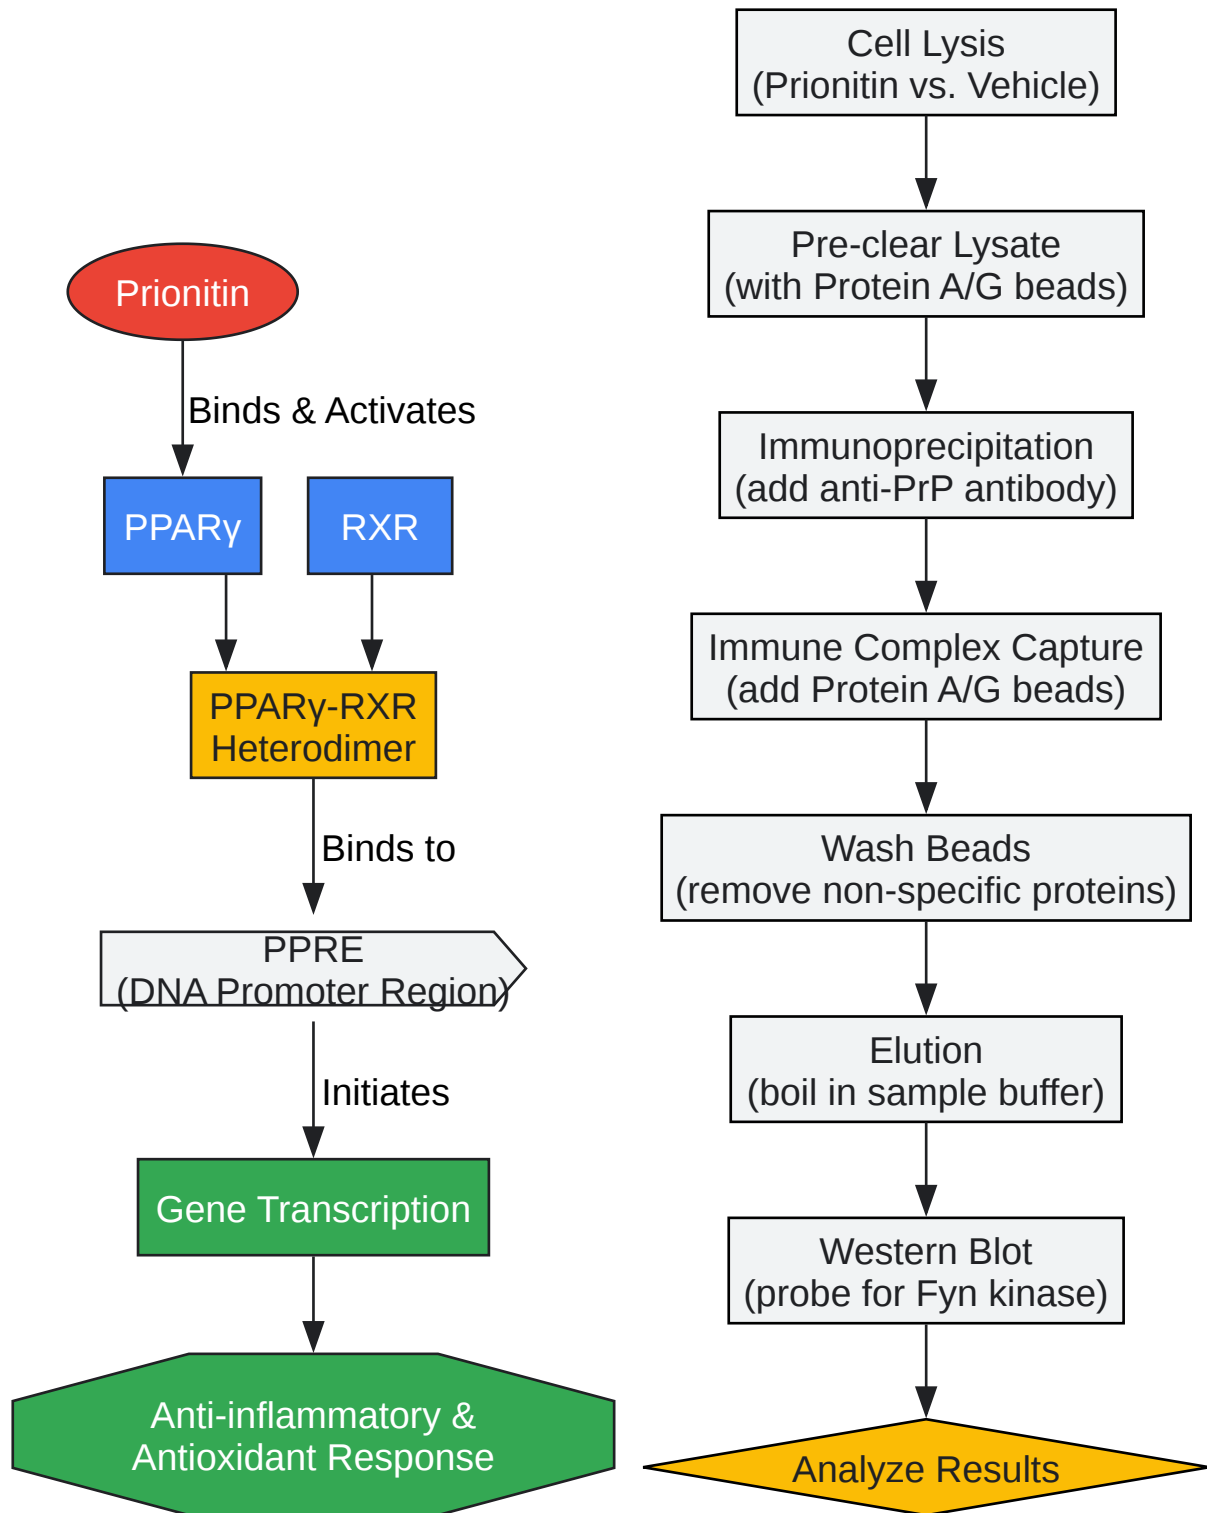 Prionitin
Binds & Activates
PPARγ
RXR
PPARγ-RXR
Heterodimer
Binds to
PPRE
(DNA Promoter Region)
Initiates
Gene Transcription
Anti-inflammatory &
Antioxidant Response
Cell Lysis
(Prionitin vs. Vehicle)
Pre-clear Lysate
(with Protein A/G beads)
Immunoprecipitation
(add anti-PrP antibody)
Immune Complex Capture
(add Protein A/G beads)
Wash Beads
(remove non-specific proteins)
Elution
(boil in sample buffer)
Western Blot
(probe for Fyn kinase)
Analyze Results